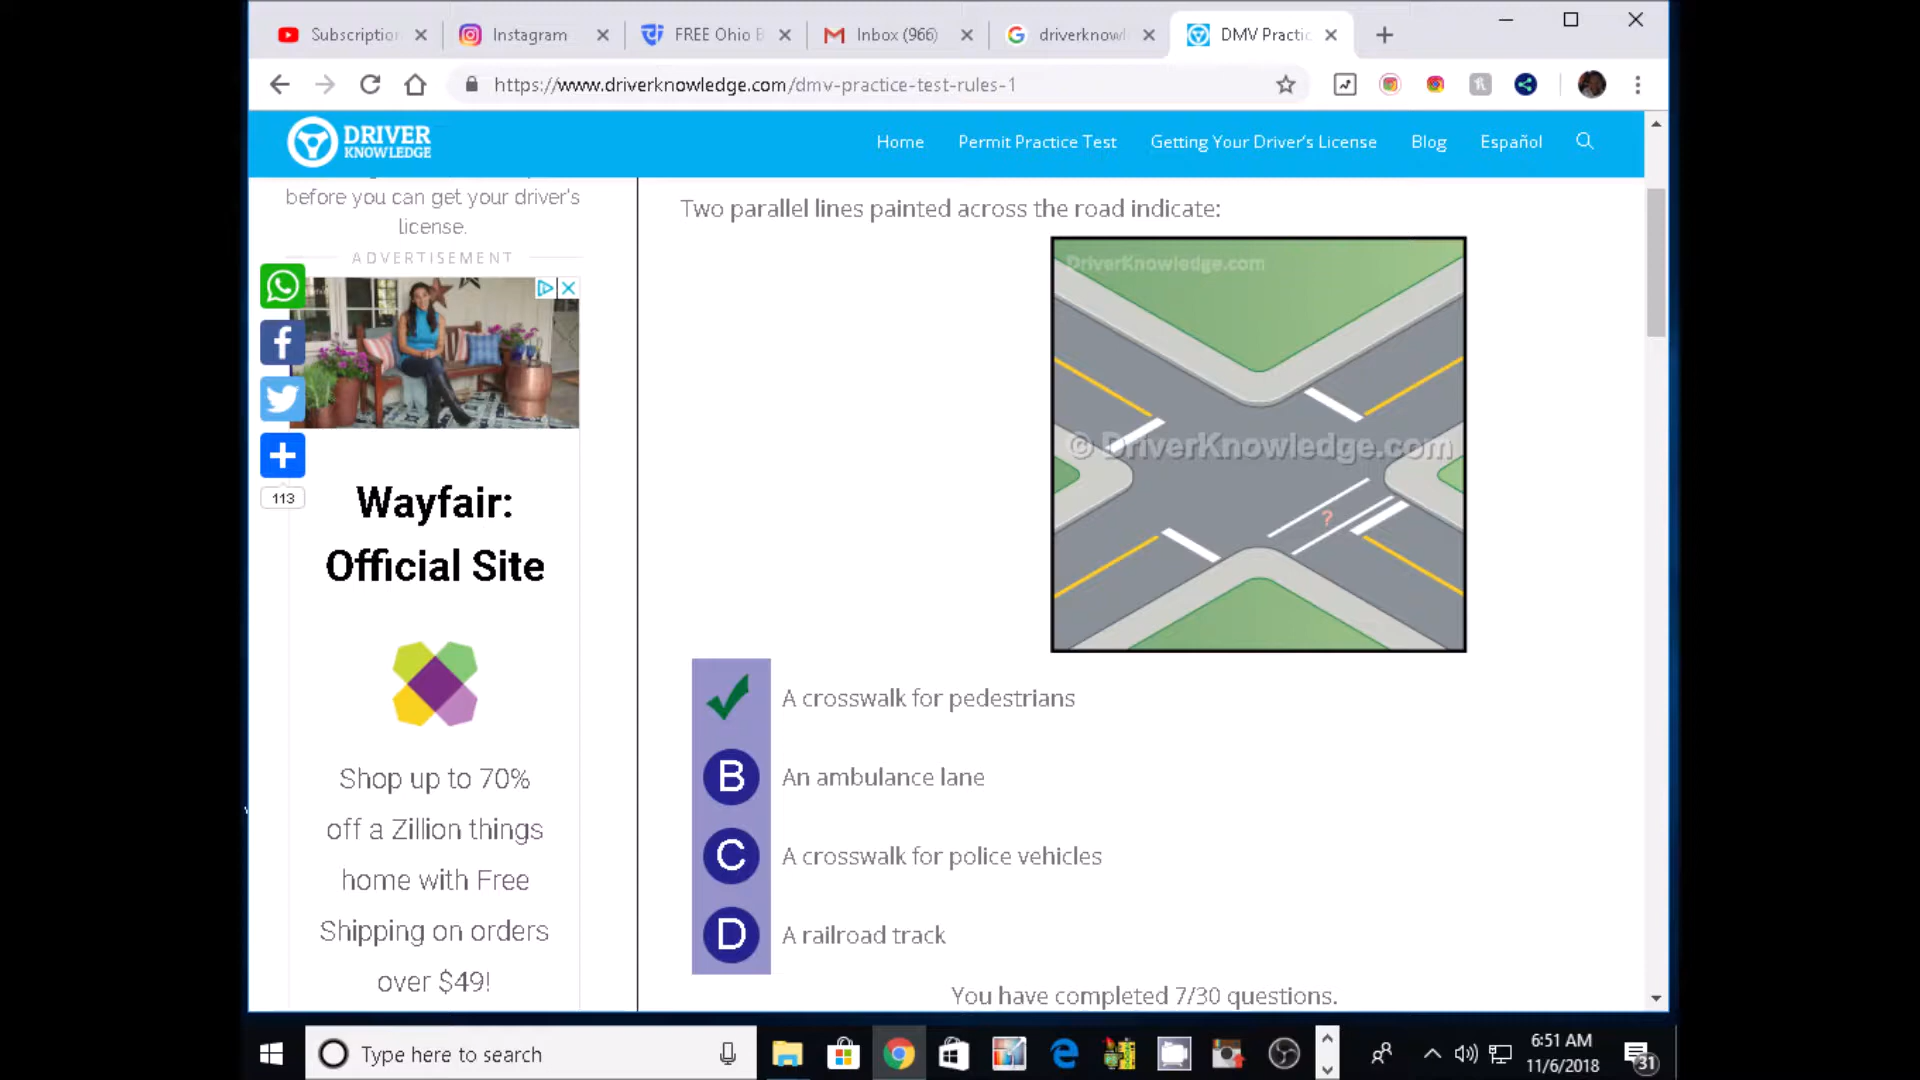 Subscription
Instagram
FREE Ohio B
Inbox (966)
driverknowl
DMV Practic
https://www.driverknowledge.com/dmv-practice-test-rules-1
DRIVER
KNOWLEDGE
Home
Permit Practice Test
Getting Your Driver's License
Blog
Español
before you can get your driver's
license.
ADVERTISEMENT
113
Wayfair:
Official Site
Shop up to 70%
off a Zillion things
home with Free
Shipping on orders
over $49!
Two parallel lines painted across the road indicate:
DriverKnowledge.com
© DriverKnowledge.com
?
A crosswalk for pedestrians
B An ambulance lane
C A crosswalk for police vehicles
D A railroad track
You have completed 7/30 questions.
Type here to search
6:51 AM
11/6/2018
31